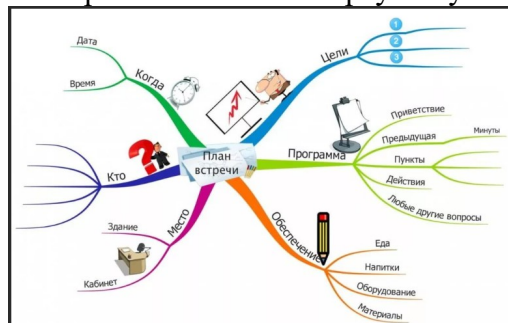 План
встречи
Когда
Дата
Время
Цели
1
2
3
Программа
Приветствие
Предыдущая
Минуты
Пункты
Действия
Любые другие вопросы
Обеспечение
Еда
Напитки
Оборудование
Материалы
Место
Здание
Кабинет
Кто